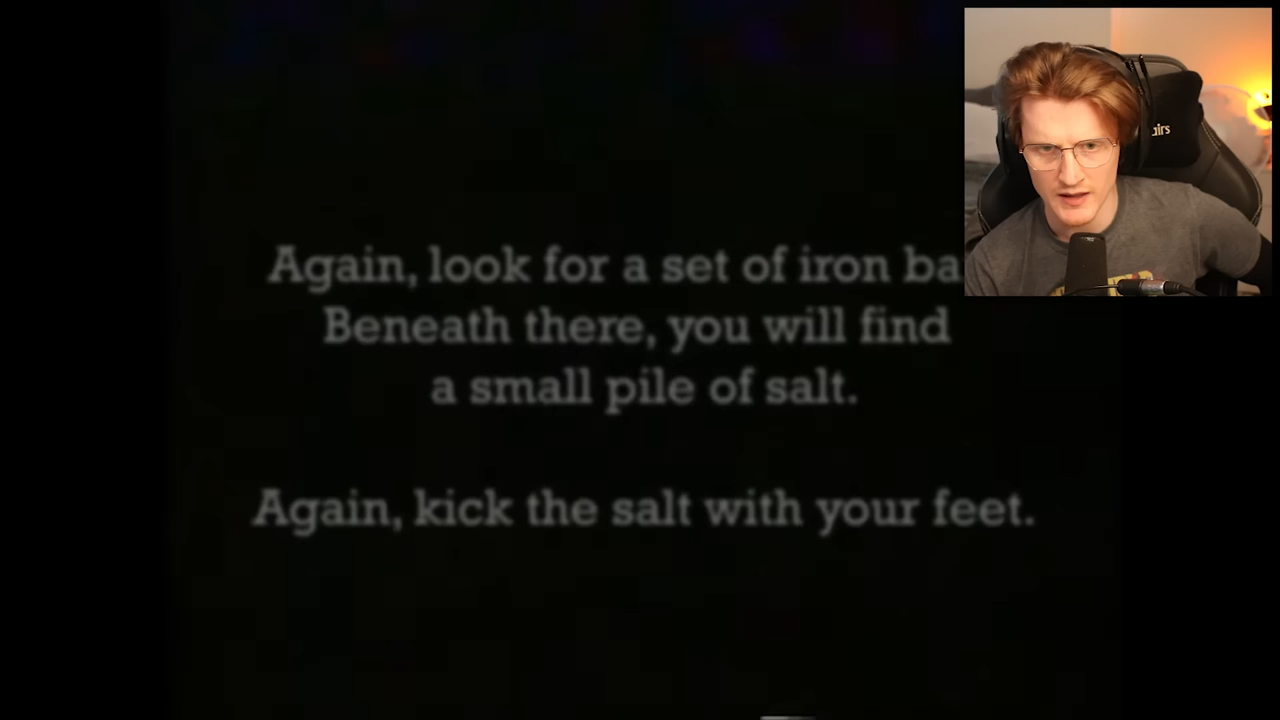 Again, look for a set of iron
Beneath there, you will find
a small pile of salt.
Again, kick the salt with your feet.